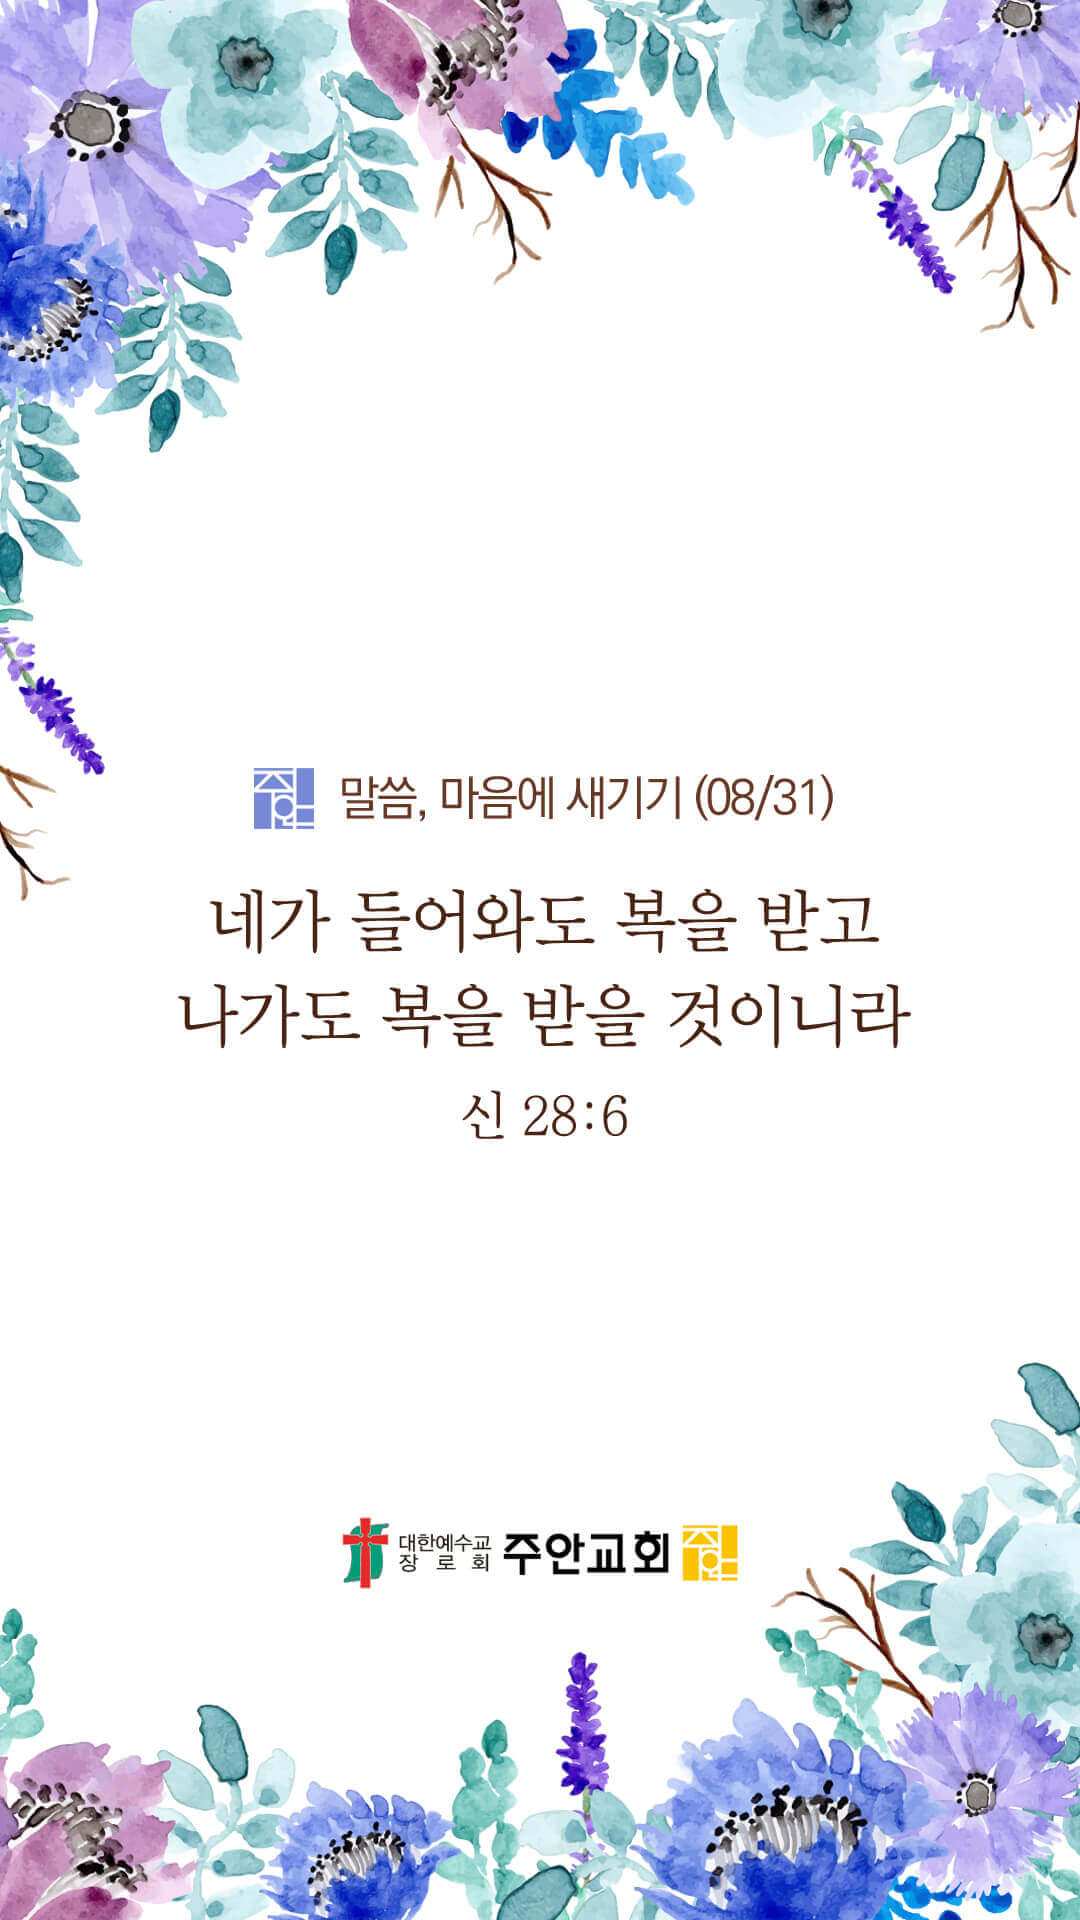 말씀, 마음에 새기기 (08/31)
네가 들어와도 복을 받고
나가도 복을 받을 것이니라
신 28:6
대한예수교
장로회
주안교회
주안